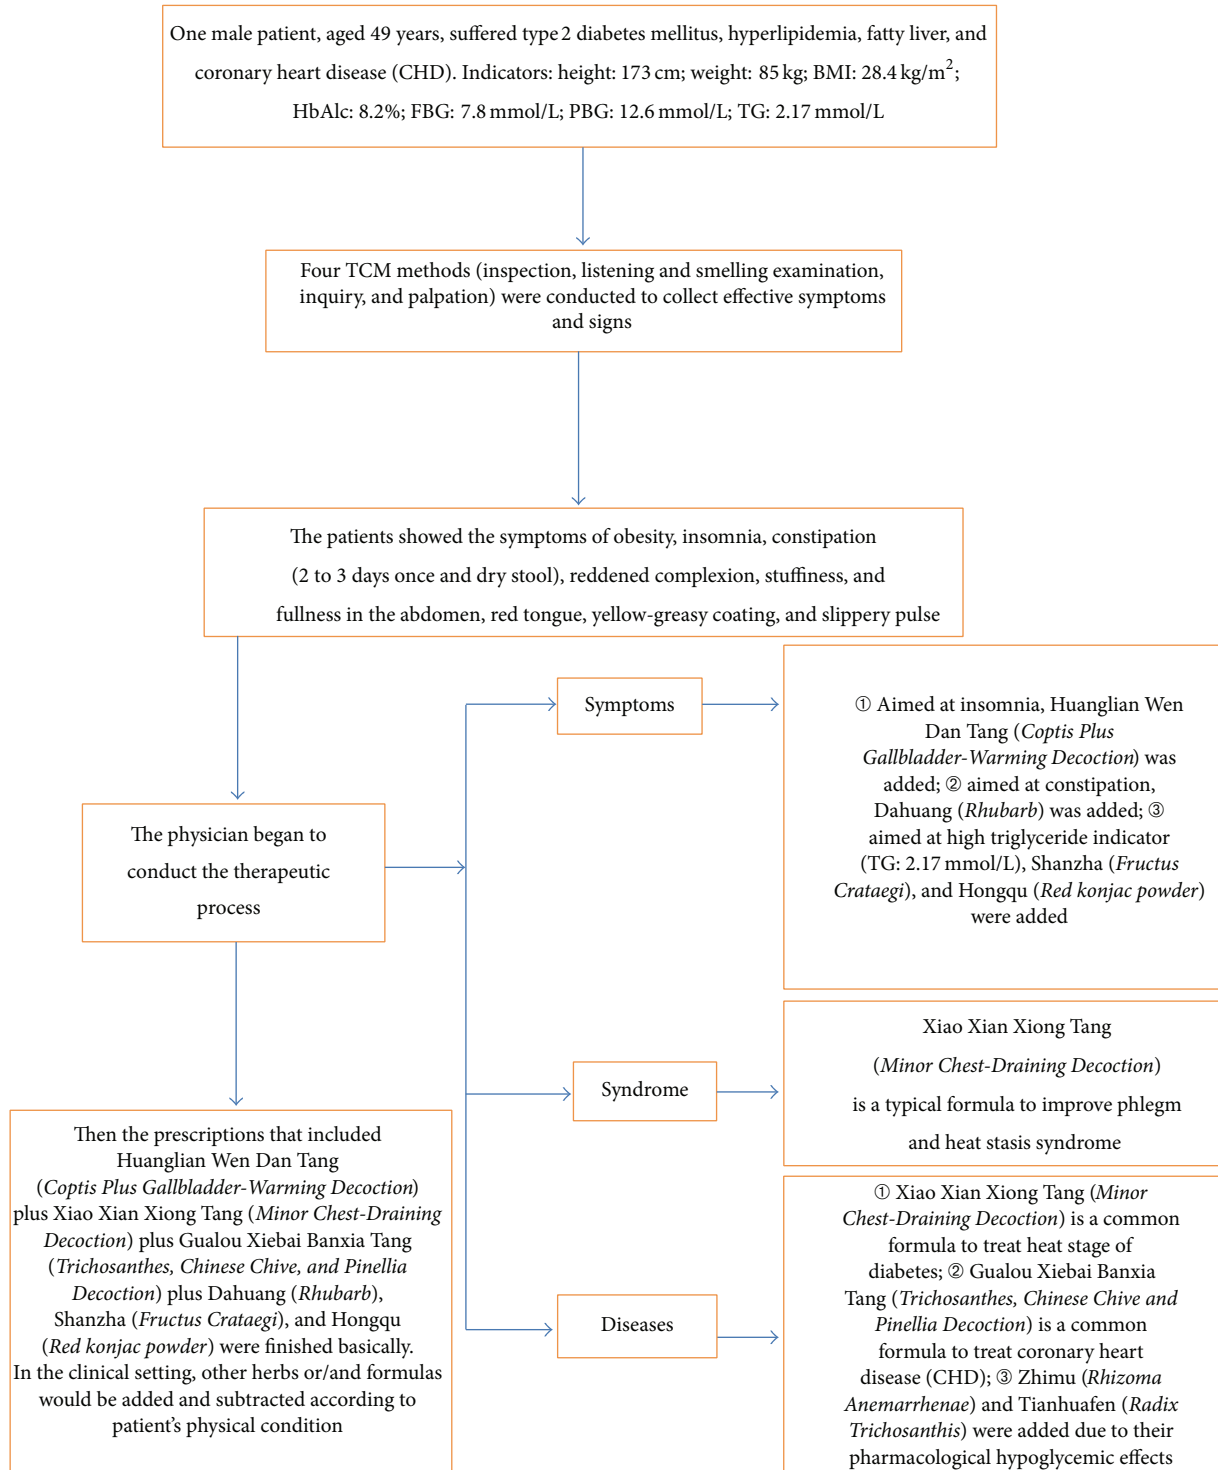 One male patient, aged 49 years, suffered type 2 diabetes mellitus, hyperlipidemia, fatty liver, and
coronary heart disease (CHD). Indicators: height: 173 cm; weight: 85 kg; BMI: 28.4 kg/m²;
HbAlc: 8.2%; FBG: 7.8 mmol/L; PBG: 12.6 mmol/L; TG: 2.17 mmol/L
Four TCM methods (inspection, listening and smelling examination,
inquiry, and palpation) were conducted to collect effective symptoms
and signs
The patients showed the symptoms of obesity, insomnia, constipation
(2 to 3 days once and dry stool), reddened complexion, stuffiness, and
fullness in the abdomen, red tongue, yellow-greasy coating, and slippery pulse
The physician began to
conduct the therapeutic
process
Symptoms
① Aimed at insomnia, Huanglian Wen
Dan Tang (Coptis Plus
Gallbladder-Warming Decoction) was
added; ② aimed at constipation,
Dahuang (Rhubarb) was added; ③
aimed at high triglyceride indicator
(TG: 2.17 mmol/L), Shanzha (Fructus
Crataegi), and Hongqu (Red konjac powder)
were added
Syndrome
Xiao Xian Xiong Tang
(Minor Chest-Draining Decoction)
is a typical formula to improve phlegm
and heat stasis syndrome
Diseases
① Xiao Xian Xiong Tang (Minor
Chest-Draining Decoction) is a common
formula to treat heat stage of
diabetes; ② Gualou Xiebai Banxia
Tang (Trichosanthes, Chinese Chive and
Pinellia Decoction) is a common
formula to treat coronary heart
disease (CHD); ③ Zhimu (Rhizoma
Anemarrhenae) and Tianhuafen (Radix
Trichosanthis) were added due to their
pharmacological hypoglycemic effects
Then the prescriptions that included
Huanglian Wen Dan Tang
(Coptis Plus Gallbladder-Warming Decoction)
plus Xiao Xian Xiong Tang (Minor Chest-Draining
Decoction) plus Gualou Xiebai Banxia Tang
(Trichosanthes, Chinese Chive, and Pinellia
Decoction) plus Dahuang (Rhubarb),
Shanzha (Fructus Crataegi), and Hongqu
(Red konjac powder) were finished basically.
In the clinical setting, other herbs or/and formulas
would be added and subtracted according to
patient's physical condition